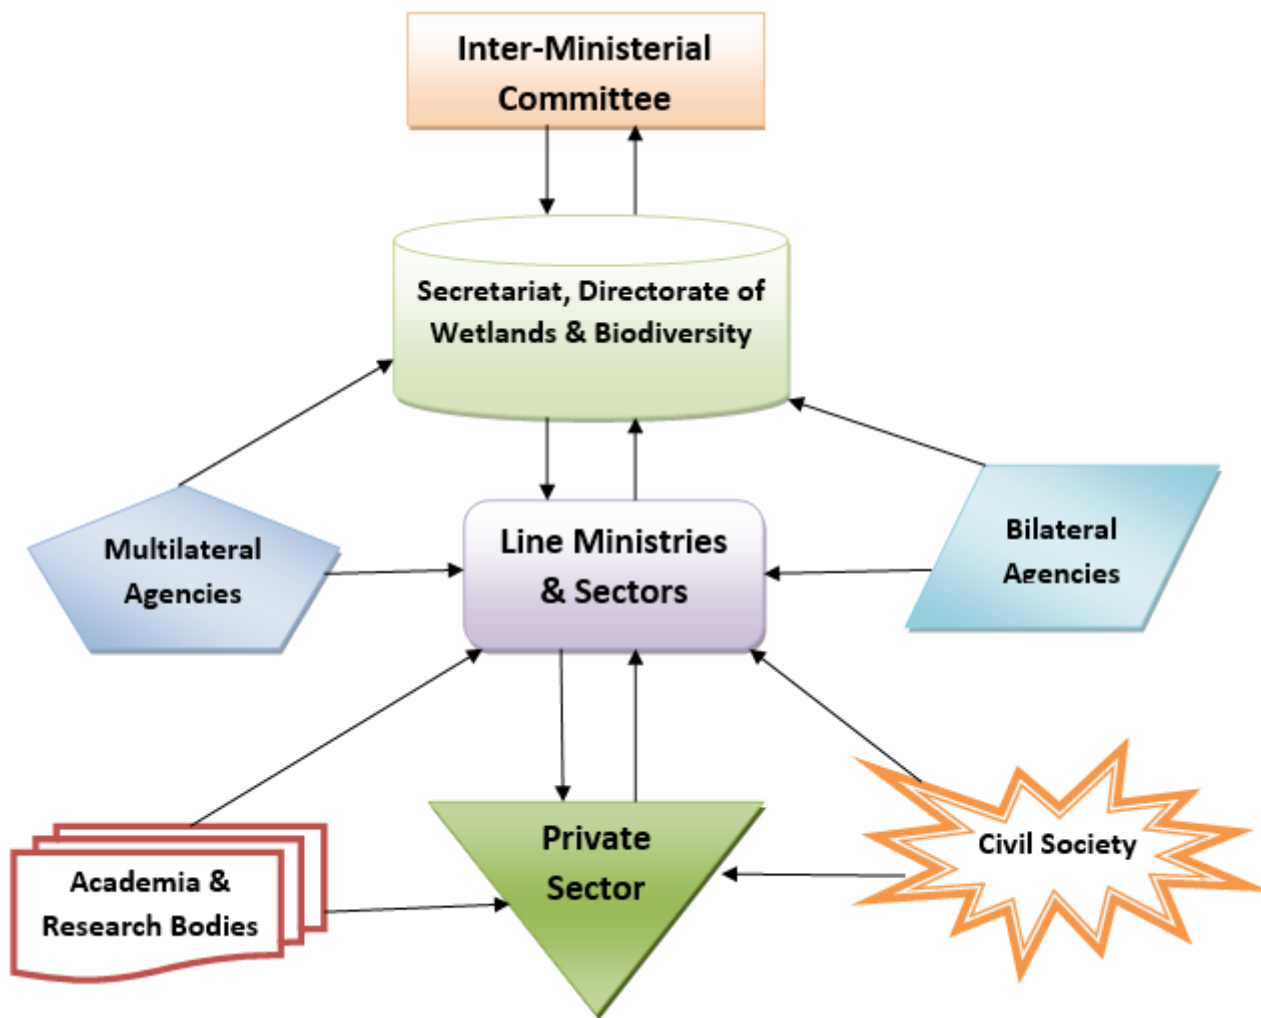 Inter-Ministerial
Committee
Secretariat, Directorate of
Wetlands & Biodiversity
Multilateral
Agencies
Line Ministries
& Sectors
Bilateral
Agencies
Academia &
Research Bodies
Private
Sector
Civil Society